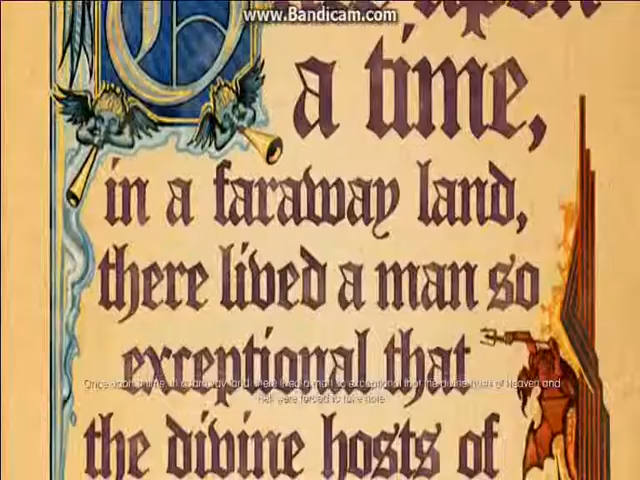 www.Bandicam.com
upon
a time,
in a faraway land,
there lived a man so
exceptional that
Once upon a time, in a faraway land, there lived a man so exceptional that the divine hosts of Heaven and
Hell were forced to take note
the divine hosts of